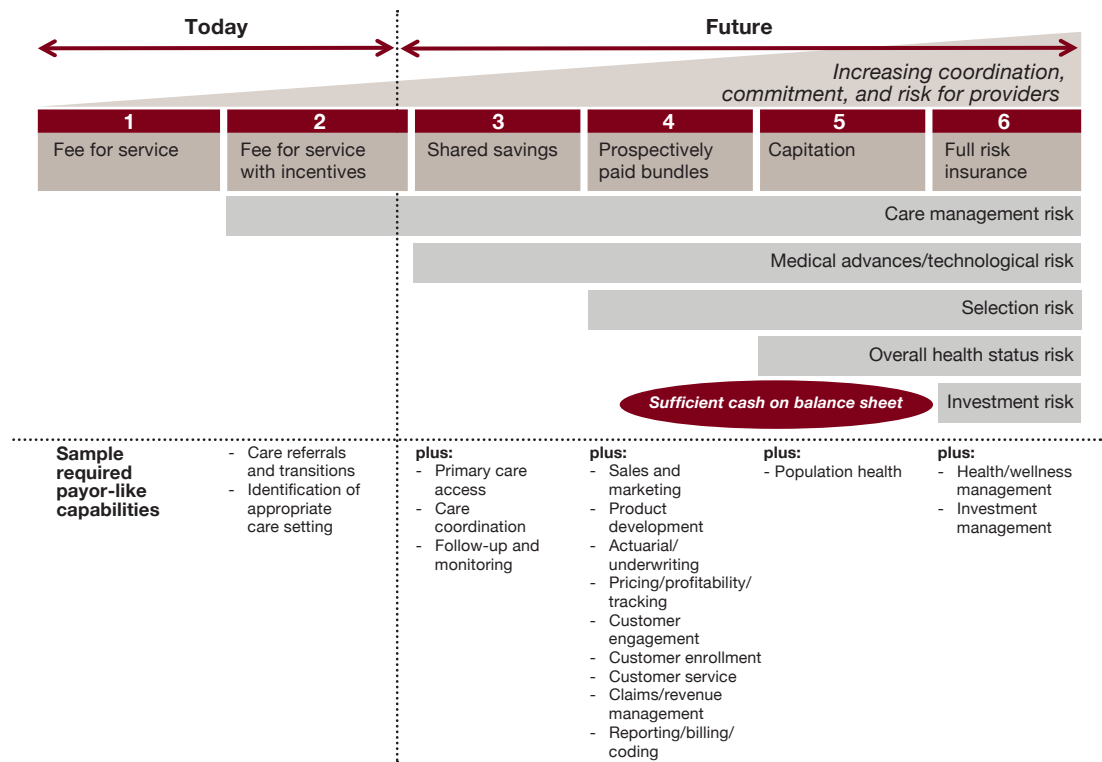 Today
Future
Increasing coordination,
commitment, and risk for providers
1
2
3
4
5
6
Fee for service
Fee for service
with incentives
Shared savings
Prospectively
paid bundles
Capitation
Full risk
insurance
Care management risk
Medical advances/technological risk
Selection risk
Overall health status risk
Sufficient cash on balance sheet
Investment risk
Sample
required
payor-like
capabilities
- Care referrals
and transitions
- Identification of
appropriate
care setting
plus:
- Primary care
access
- Care
coordination
- Follow-up and
monitoring
plus:
- Sales and
marketing
- Product
development
- Actuarial/
underwriting
- Pricing/profitability/
tracking
- Customer
engagement
- Customer enrollment
- Customer service
- Claims/revenue
management
- Reporting/billing/
coding
plus:
- Population health
plus:
- Health/wellness
management
- Investment
management